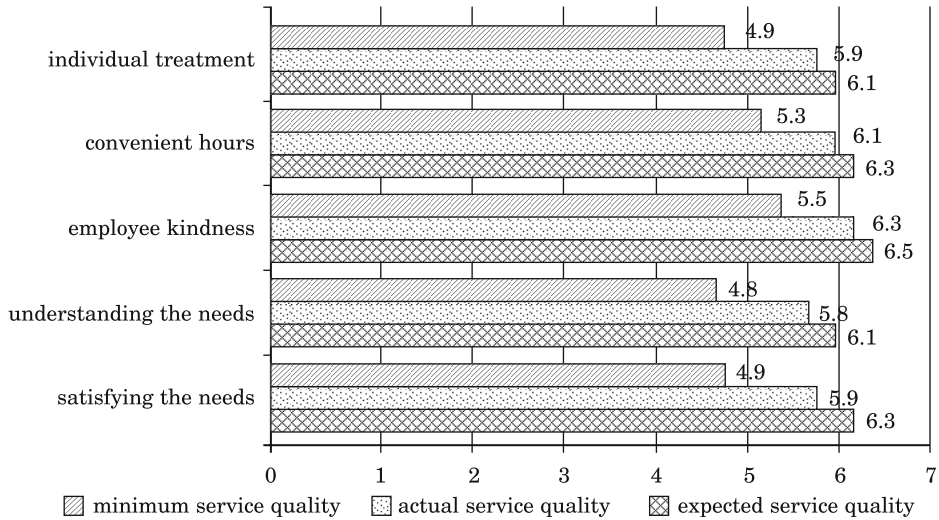 individual treatment
4.9
5.9
6.1
convenient hours
5.3
6.1
6.3
employee kindness
5.5
6.3
6.5
understanding the needs
4.8
5.8
6.1
satisfying the needs
4.9
5.9
6.3
0 1 2 3 4 5 6 7
minimum service quality actual service quality expected service quality